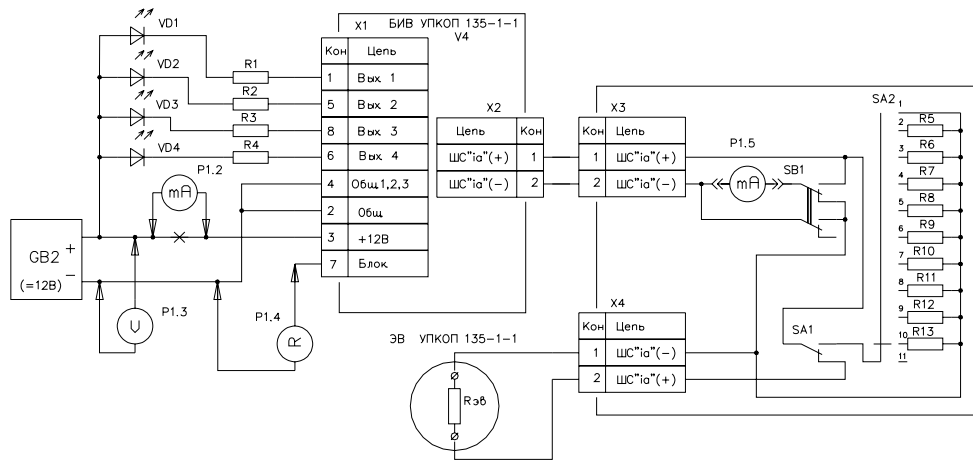 VD1
VD2
VD3
VD4
R1
R2
R3
R4
P1.2
mA
GB2
+
−
(=12В)
V
P1.3
P1.4
R
X1
БИВ УПКОП 135-1-1
V4
Кон Цепь
1 Вых 1
5 Вых 2
8 Вых 3
6 Вых 4
4 Общ1,2,3
2 Общ
3 +12В
7 Блок
X2
Цепь Кон
ШС"ia"(+) 1
ШС"ia"(-) 2
X3
Кон Цепь
1 ШС"ia"(+)
2 ШС"ia"(-)
P1.5
mA
SB1
SA2
1
2 R5
3 R6
4 R7
5 R8
6 R9
7 R10
8 R11
9 R12
10 R13
11
SA1
X4
Кон Цепь
1 ШС"ia"(-)
2 ШС"ia"(+)
ЭВ УПКОП 135-1-1
Rэв